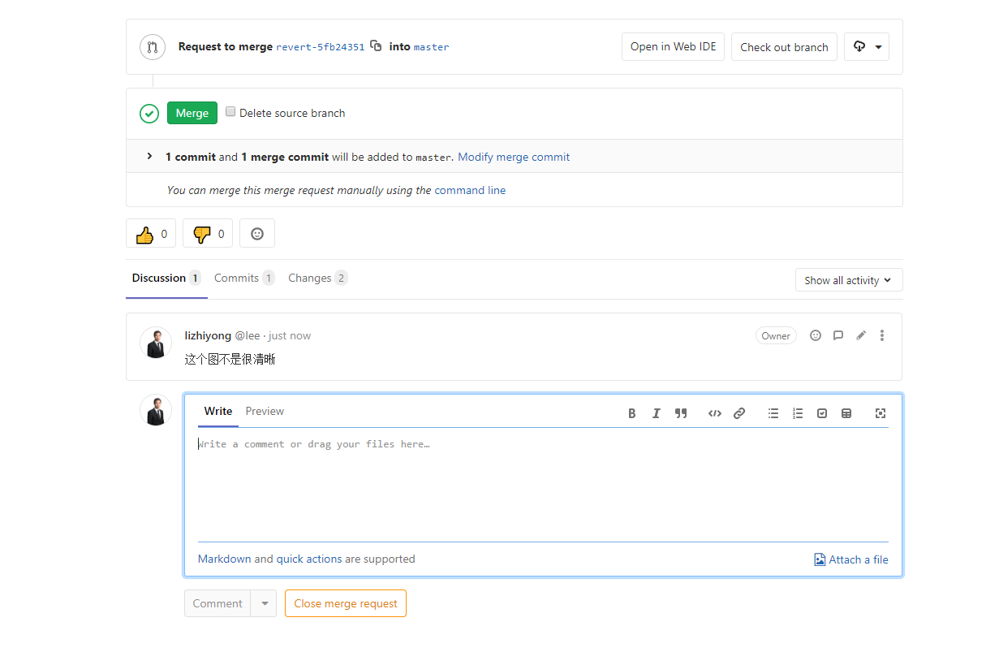 Request to merge revert-5fb24351 into master Open in Web IDE Check out branch
Merge Delete source branch
1 commit and 1 merge commit will be added to master. Modify merge commit
You can merge this merge request manually using the command line
0 0
Discussion 1 Commits 1 Changes 2 Show all activity
lizhiyong @lee · just now Owner
这个图不是很清晰
Write Preview
Write a comment or drag your files here…
Markdown and quick actions are supported Attach a file
Comment Close merge request